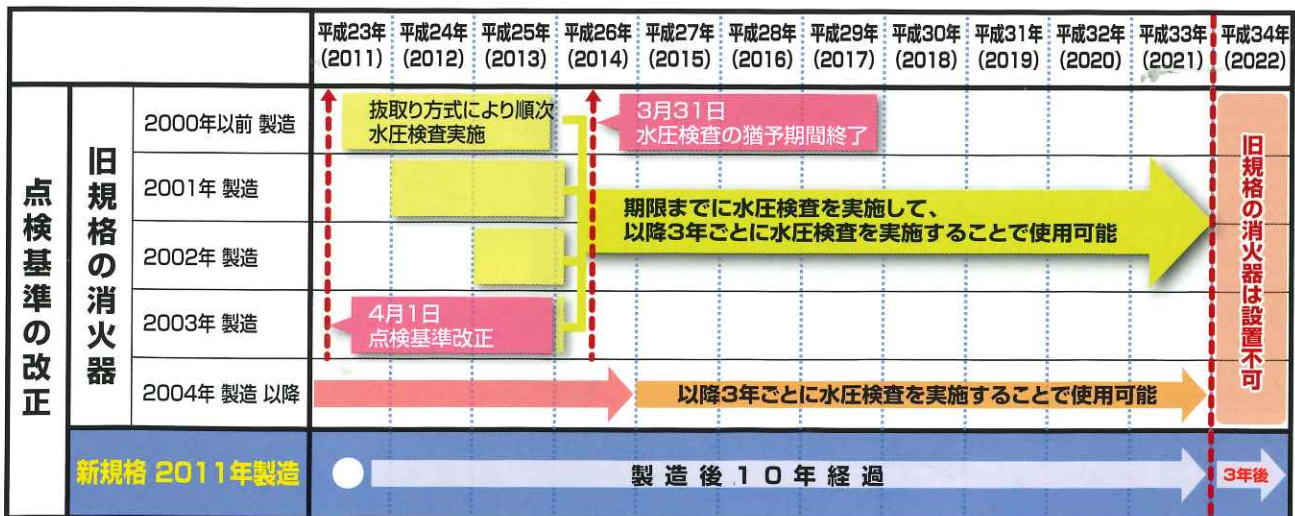 平成23年 平成24年 平成25年 平成26年 平成27年 平成28年 平成29年 平成30年 平成31年 平成32年 平成33年 平成34年
(2011) (2012) (2013) (2014) (2015) (2016) (2017) (2018) (2019) (2020) (2021) (2022)
点検基準の改正
旧規格の消火器
2000年以前 製造
抜取り方式により順次
水圧検査実施
3月31日
水圧検査の猶予期間終了
2001年 製造
期限までに水圧検査を実施して、
以降3年ごとに水圧検査を実施することで使用可能
2002年 製造
2003年 製造
4月1日
点検基準改正
2004年 製造 以降
以降3年ごとに水圧検査を実施することで使用可能
旧規格の消火器は設置不可
新規格 2011年製造
製造後10年経過
3年後